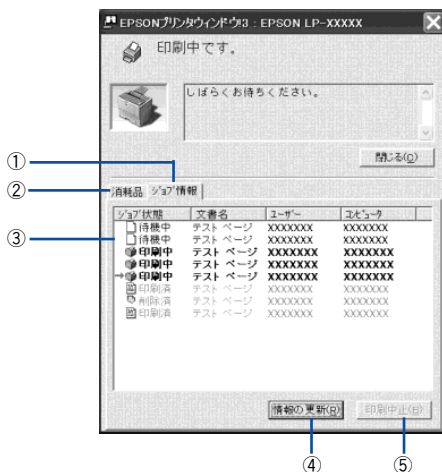 EPSONプリンタウィンドウ!3 : EPSON LP-XXXXX
印刷中です。
しばらくお待ちください。
閉じる(C)
①
②
消耗品 ジョブ情報
③
ジョブ状態 文書名 ユーザー コンピュータ
待機中 テスト ページ XXXXXXX XXXXXXX
待機中 テスト ページ XXXXXXX XXXXXXX
印刷中 テスト ページ XXXXXXX XXXXXXX
印刷中 テスト ページ XXXXXXX XXXXXXX
→印刷中 テスト ページ XXXXXXX XXXXXXX
印刷済 テスト ページ XXXXXXX XXXXXXX
削除済 テスト ページ XXXXXXX XXXXXXX
印刷済 テスト ページ XXXXXXX XXXXXXX
情報の更新(R) 印刷中止(B)
④ ⑤